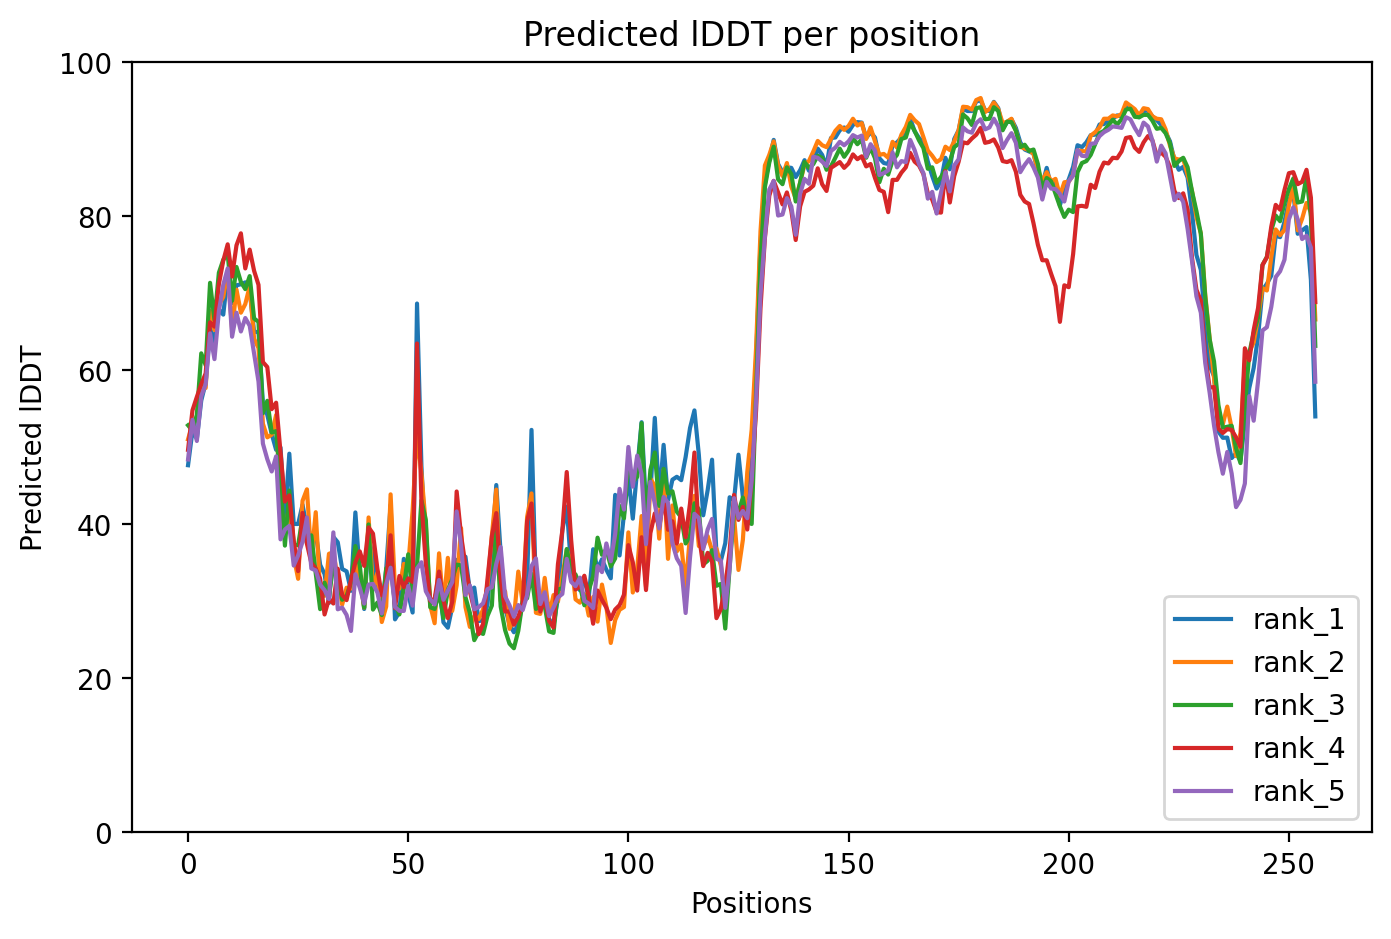 Predicted lDDT per position
Predicted lDDT
100
80
60
40
20
0
0 50 100 150 200 250
Positions
rank_1
rank_2
rank_3
rank_4
rank_5